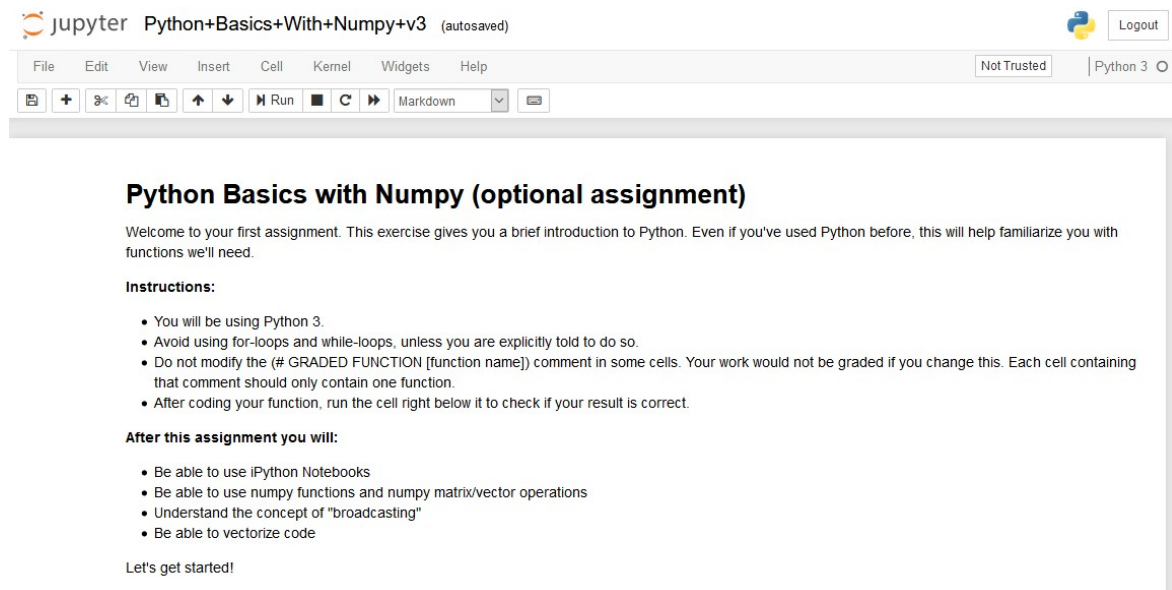 jupyter Python+Basics+With+Numpy+v3 (autosaved) Logout
File Edit View Insert Cell Kernel Widgets Help Not Trusted Python 3
Run Markdown
Python Basics with Numpy (optional assignment)
Welcome to your first assignment. This exercise gives you a brief introduction to Python. Even if you've used Python before, this will help familiarize you with
functions we'll need.
Instructions:
• You will be using Python 3.
• Avoid using for-loops and while-loops, unless you are explicitly told to do so.
• Do not modify the (# GRADED FUNCTION [function name]) comment in some cells. Your work would not be graded if you change this. Each cell containing
that comment should only contain one function.
• After coding your function, run the cell right below it to check if your result is correct.
After this assignment you will:
• Be able to use iPython Notebooks
• Be able to use numpy functions and numpy matrix/vector operations
• Understand the concept of "broadcasting"
• Be able to vectorize code
Let's get started!